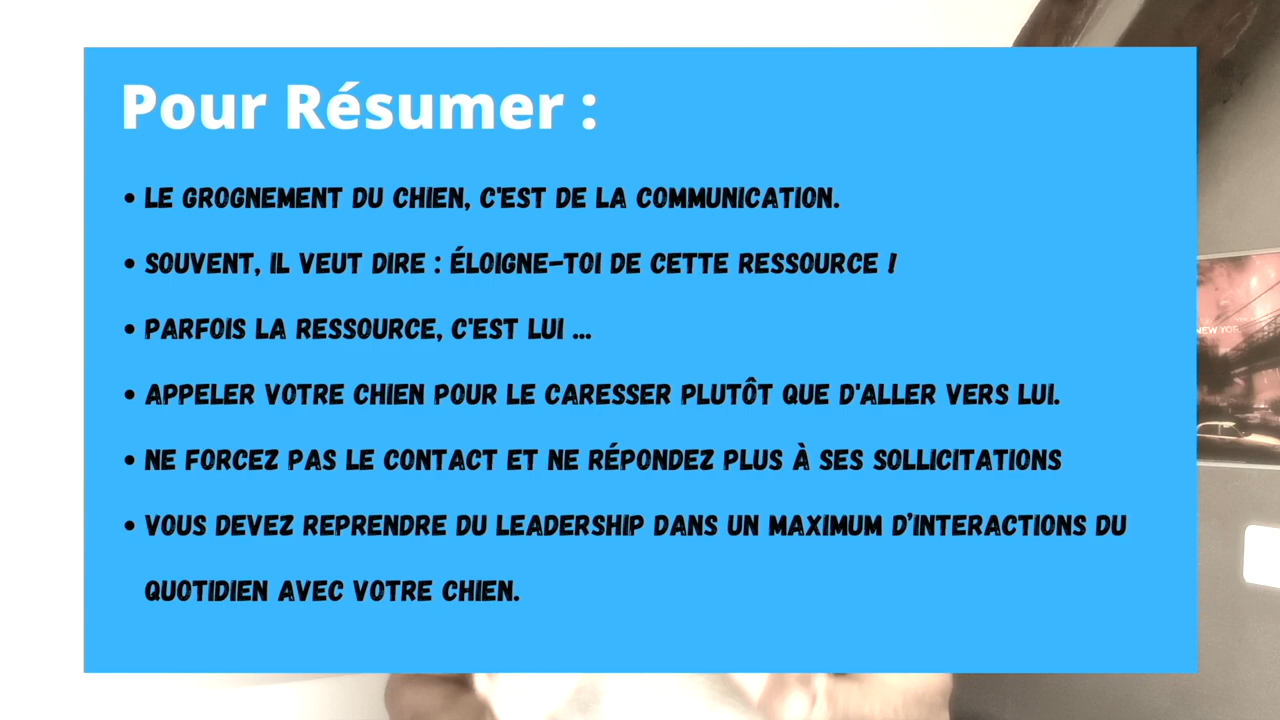 Pour Résumer :
• LE GROGNEMENT DU CHIEN, C'EST DE LA COMMUNICATION.
• SOUVENT, IL VEUT DIRE : ÉLOIGNE-TOI DE CETTE RESSOURCE !
• PARFOIS LA RESSOURCE, C'EST LUI ...
• APPELER VOTRE CHIEN POUR LE CARESSER PLUTÔT QUE D'ALLER VERS LUI.
• NE FORCEZ PAS LE CONTACT ET NE RÉPONDEZ PLUS À SES SOLLICITATIONS
• VOUS DEVEZ REPRENDRE DU LEADERSHIP DANS UN MAXIMUM D’INTERACTIONS DU
QUOTIDIEN AVEC VOTRE CHIEN.
NEW YOR